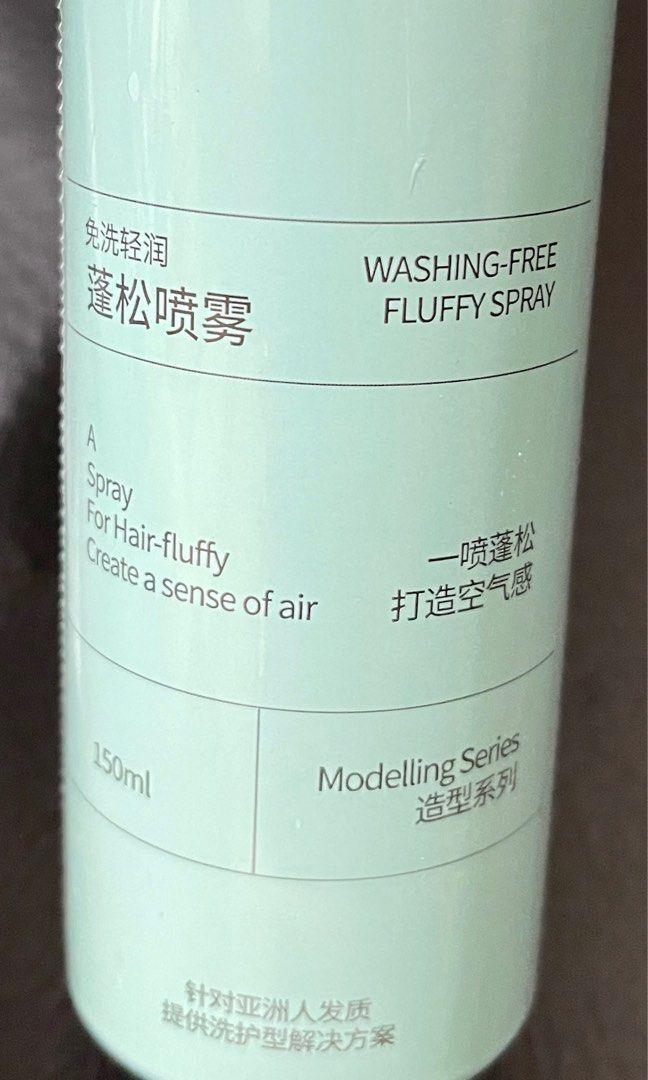 免洗轻润
蓬松喷雾
WASHING-FREE
FLUFFY SPRAY
A
Spray
For Hair-fluffy
Create a sense of air
一喷蓬松
打造空气感
150ml
Modelling Series
造型系列
针对亚洲人发质
提供洗护型解决方案